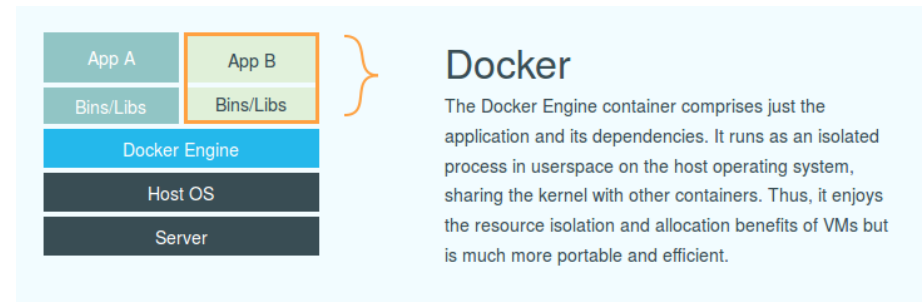 App A
App B
Bins/Libs
Bins/Libs
Docker Engine
Host OS
Server
Docker
The Docker Engine container comprises just the
application and its dependencies. It runs as an isolated
process in userspace on the host operating system,
sharing the kernel with other containers. Thus, it enjoys
the resource isolation and allocation benefits of VMs but
is much more portable and efficient.